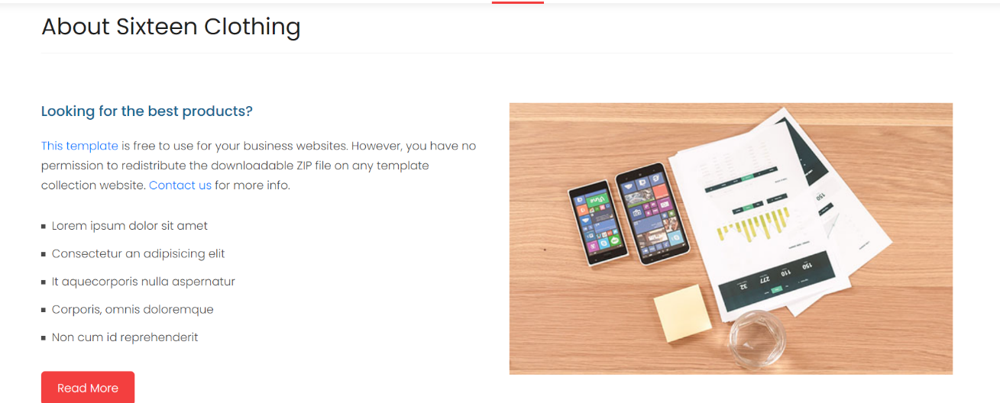 About Sixteen Clothing
Looking for the best products?
This template is free to use for your business websites. However, you have no
permission to redistribute the downloadable ZIP file on any template
collection website. Contact us for more info.
Lorem ipsum dolor sit amet
Consectetur an adipisicing elit
It aquecorporis nulla aspernatur
Corporis, omnis doloremque
Non cum id reprehenderit
Read More
Vine
150
32
277
110
150